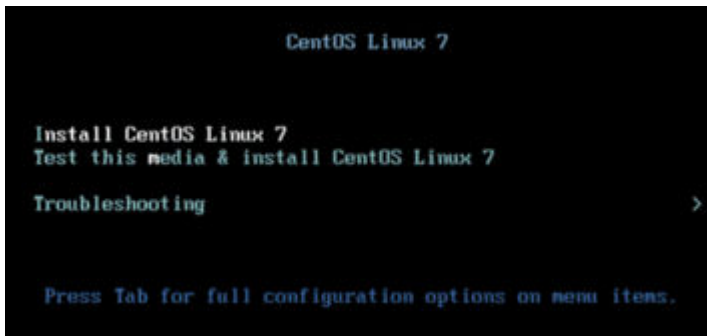 CentOS Linux 7
Install CentOS Linux 7
Test this media & install CentOS Linux 7
Troubleshooting >
Press Tab for full configuration options on menu items.